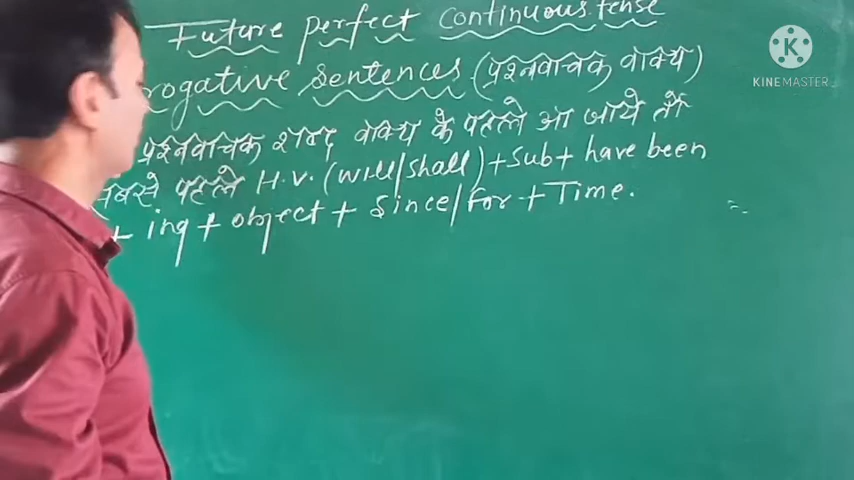 Future perfect continuous tense
rogative sentences (प्रश्नवाचक वाक्य)
प्रश्नवाचक शब्द वाक्य के पहले आ जाये तो
सबसे पहले H.V. (will/shall) + Sub + have been
+ ing + object + Since/for + Time.
K
KINEMASTER